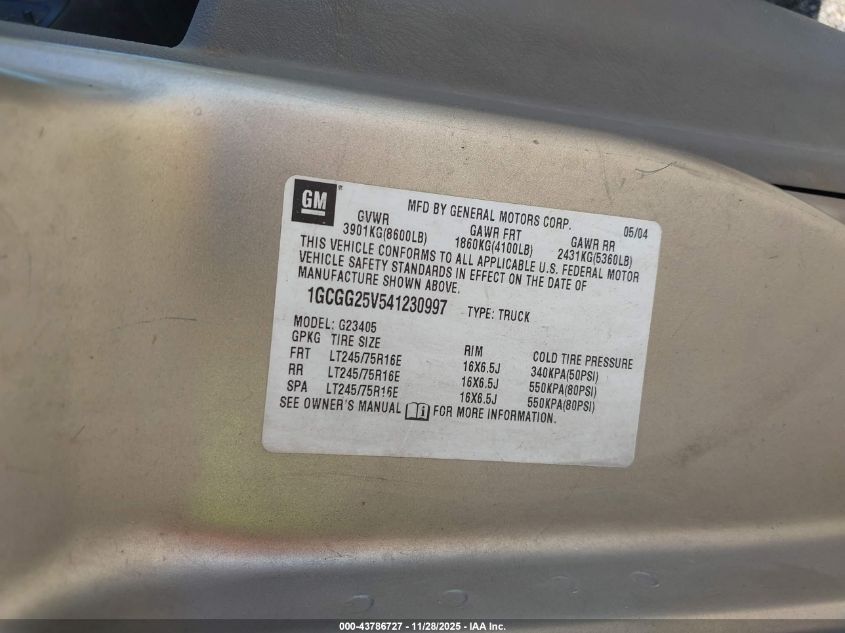 GM ®
MFD BY GENERAL MOTORS CORP. 05/04
GVWR GAWR FRT GAWR RR
3901KG(8600LB) 1860KG(4100LB) 2431KG(5360LB)
THIS VEHICLE CONFORMS TO ALL APPLICABLE U.S. FEDERAL MOTOR
VEHICLE SAFETY STANDARDS IN EFFECT ON THE DATE OF
MANUFACTURE SHOWN ABOVE.
1GCGG25V541230997 TYPE: TRUCK
MODEL: G23405
GPKG TIRE SIZE RIM COLD TIRE PRESSURE
FRT LT245/75R16E 16X6.5J 340KPA(50PSI)
RR LT245/75R16E 16X6.5J 550KPA(80PSI)
SPA LT245/75R16E 16X6.5J 550KPA(80PSI)
SEE OWNER'S MANUAL FOR MORE INFORMATION.
000-43786727 - 11/28/2025 - IAA Inc.